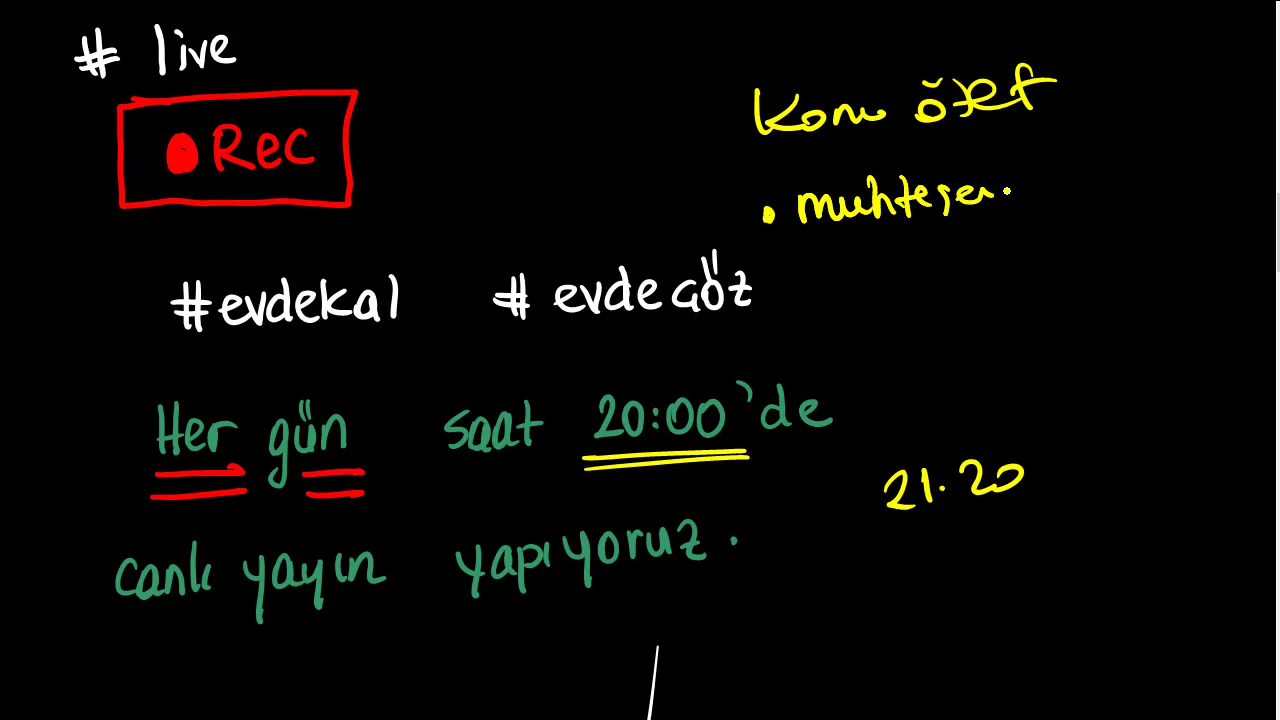 # live
Rec
Konu özet
• muhteşem
#evdekal # evdegöz
Her gün saat 20:00'de
21.20
canlı yayın yapıyoruz.